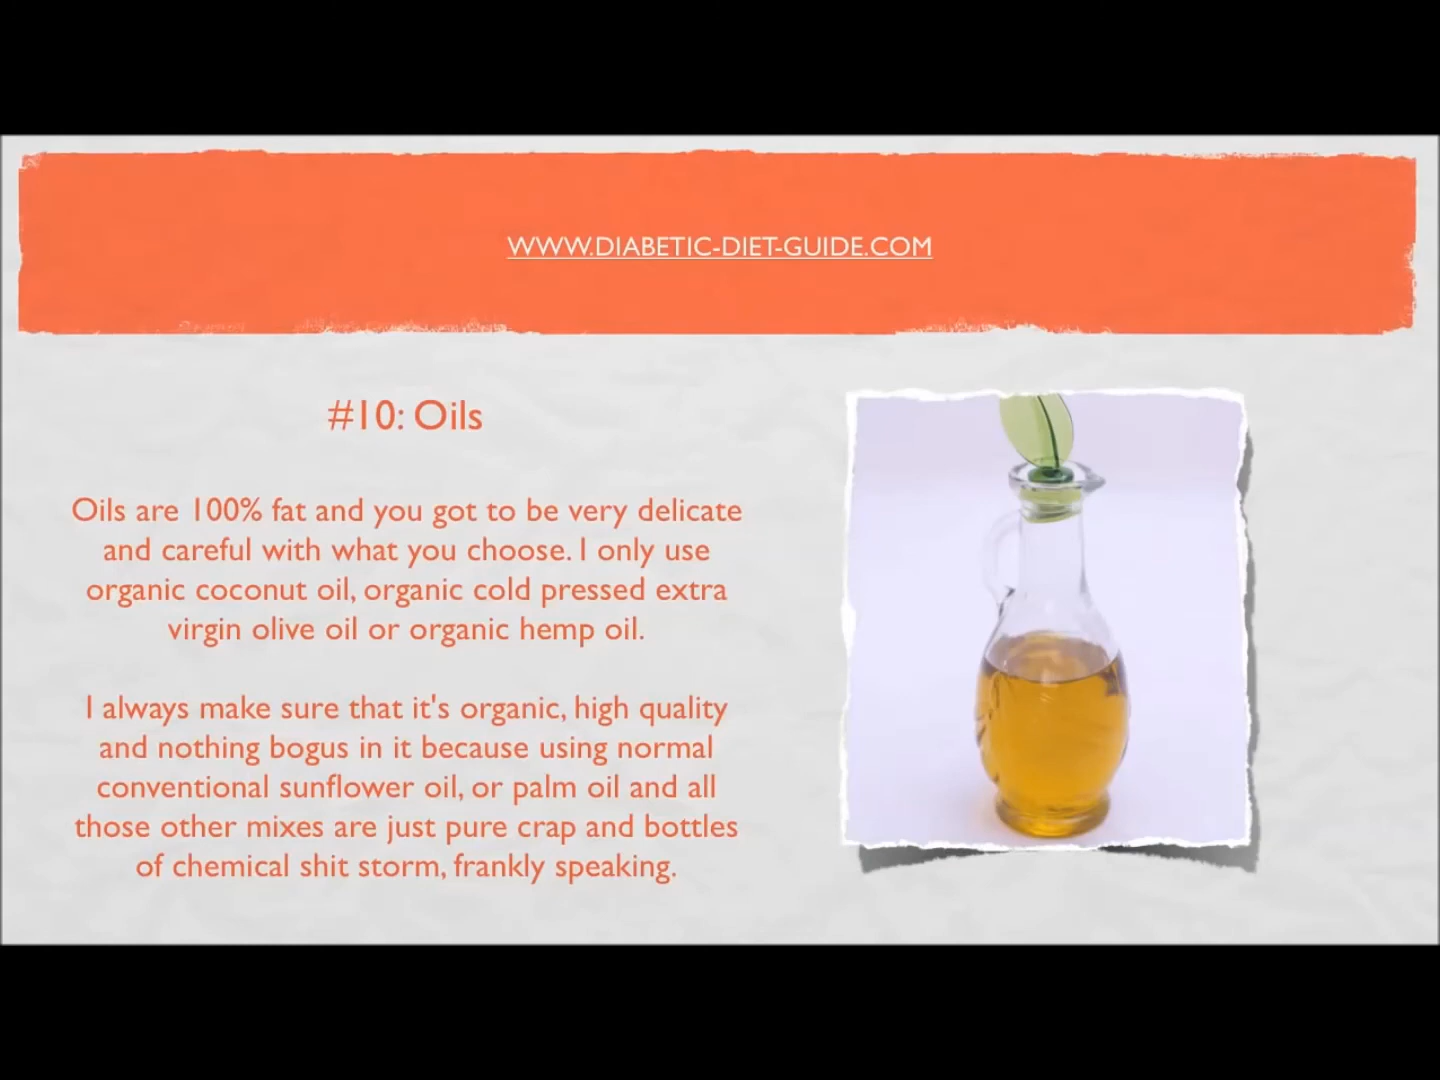 WWW.DIABETIC-DIET-GUIDE.COM
#10: Oils
Oils are 100% fat and you got to be very delicate
and careful with what you choose. I only use
organic coconut oil, organic cold pressed extra
virgin olive oil or organic hemp oil.
I always make sure that it's organic, high quality
and nothing bogus in it because using normal
conventional sunflower oil, or palm oil and all
those other mixes are just pure crap and bottles
of chemical shit storm, frankly speaking.